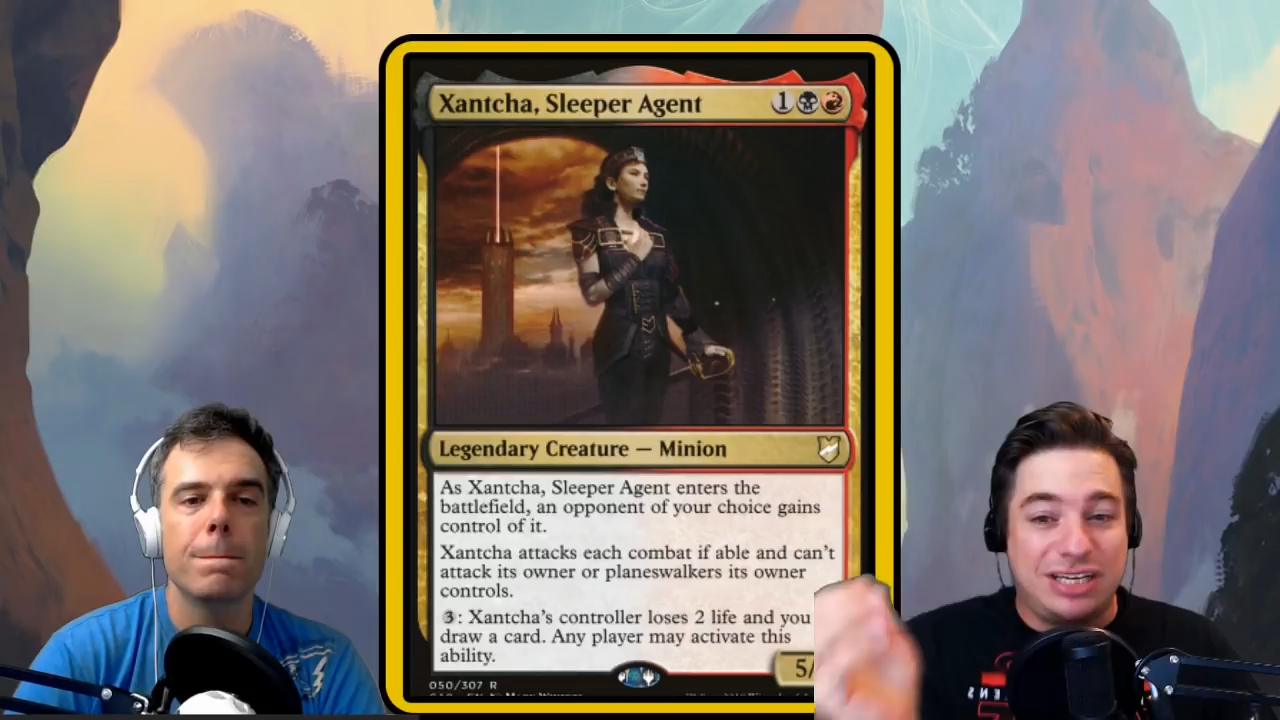 Xantcha, Sleeper Agent 1
Legendary Creature — Minion
As Xantcha, Sleeper Agent enters the
battlefield, an opponent of your choice gains
control of it.
Xantcha attacks each combat if able and can't
attack its owner or planeswalkers its owner
controls.
3: Xantcha's controller loses 2 life and you
draw a card. Any player may activate this
ability.
5/
050/307 R